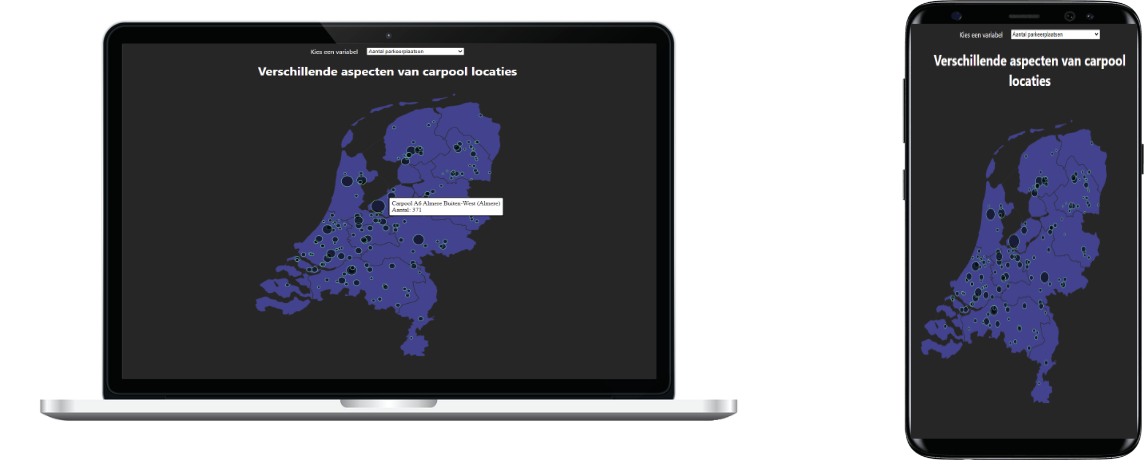 Kies een variabel
Aantal parkeerplaatsen
Verschillende aspecten van carpool locaties
Carpool A6 Almere Buiten-West (Almere)
Aantal: 371
Kies een variabel
Aantal parkeerplaatsen
Verschillende aspecten van carpool
locaties